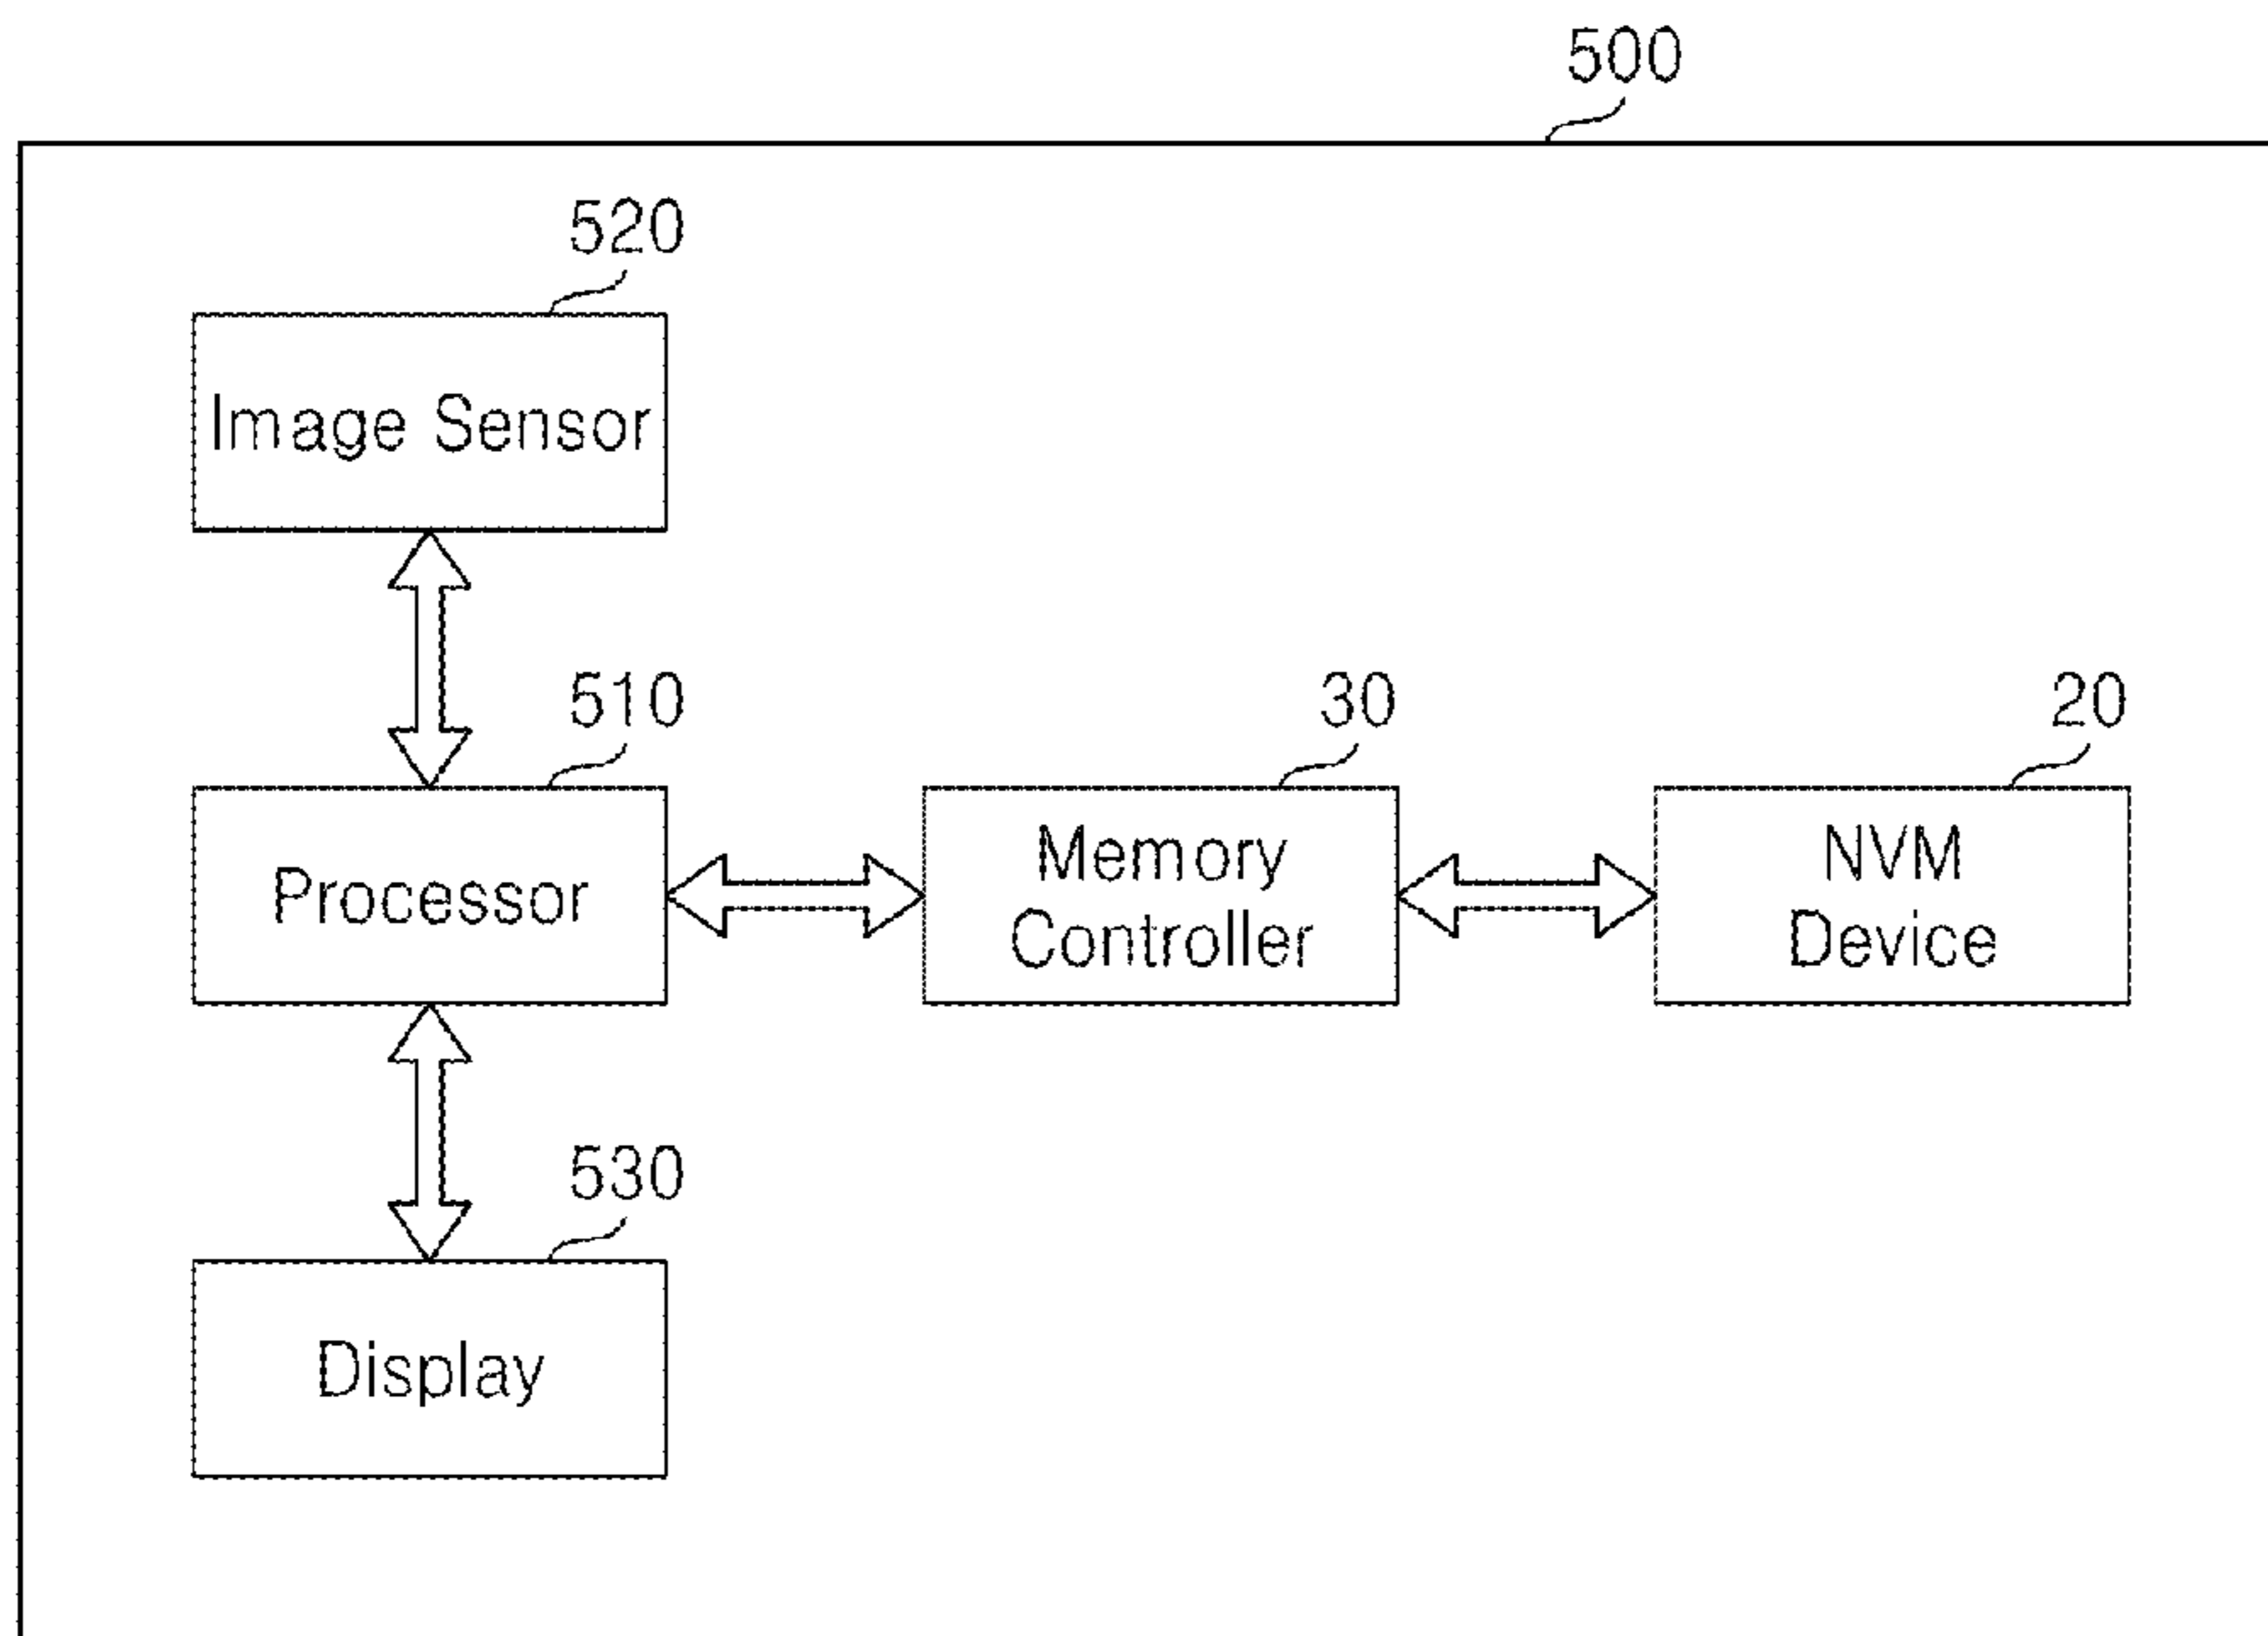 500
520
Image Sensor
510
30
20
Processor
Memory
Controller
NVM
Device
530
Display